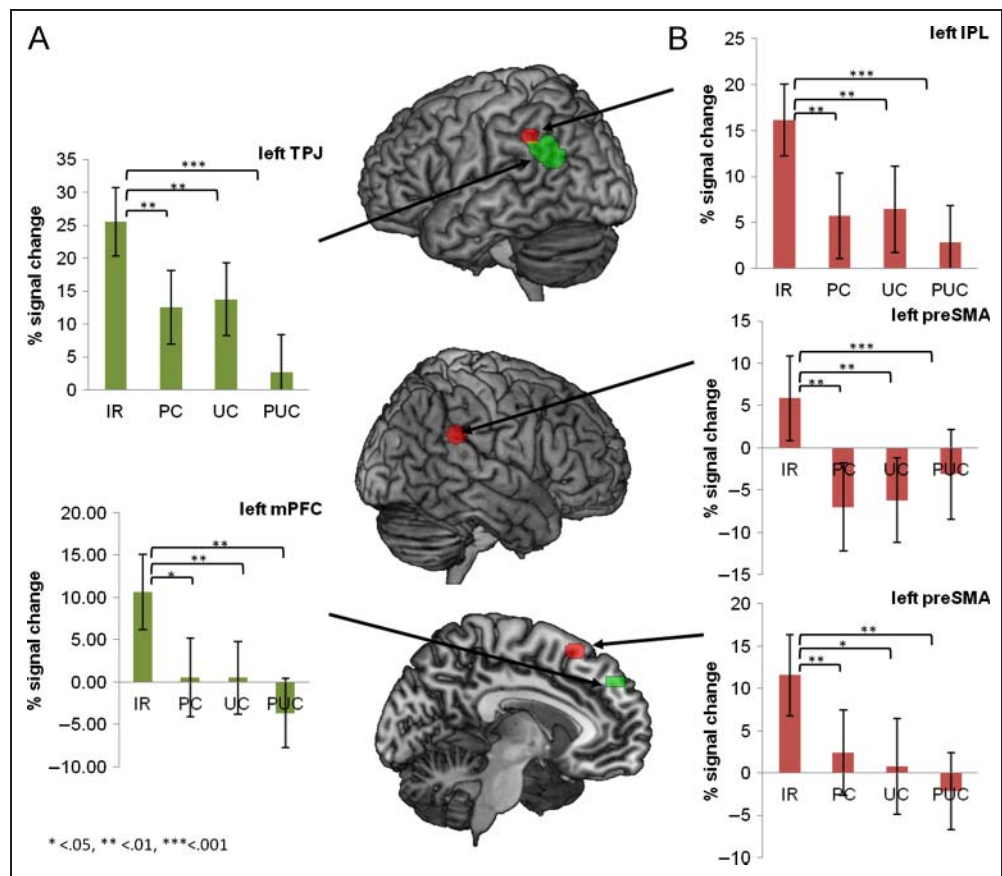 A
B
left TPJ
% signal change
35
30
25
20
15
10
5
0
***
**
**
IR PC UC PUC
left mPFC
% signal change
20.00
15.00
10.00
5.00
0.00
−5.00
−10.00
**
**
*
IR PC UC PUC
* <.05, ** <.01, ***<.001
left IPL
% signal change
25
20
15
10
5
0
***
**
**
IR PC UC PUC
left preSMA
% signal change
15
10
5
0
−5
−10
−15
***
**
**
IR PC UC PUC
left preSMA
% signal change
20
15
10
5
0
−5
−10
**
*
**
IR PC UC PUC